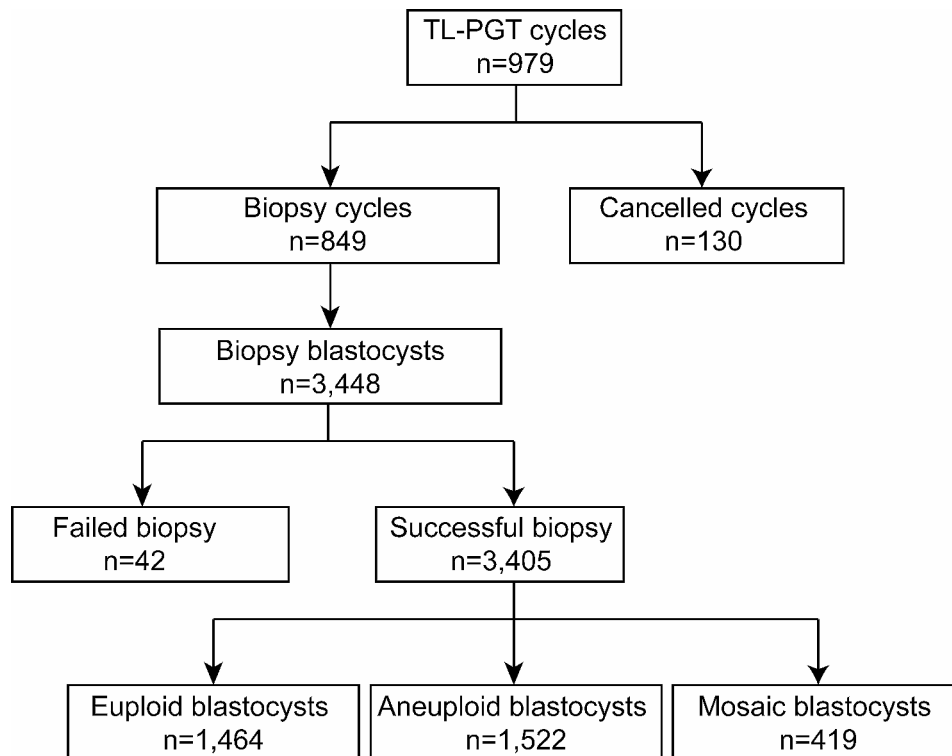 TL-PGT cycles
n=979
Biopsy cycles
n=849
Cancelled cycles
n=130
Biopsy blastocysts
n=3,448
Failed biopsy
n=42
Successful biopsy
n=3,405
Euploid blastocysts
n=1,464
Aneuploid blastocysts
n=1,522
Mosaic blastocysts
n=419